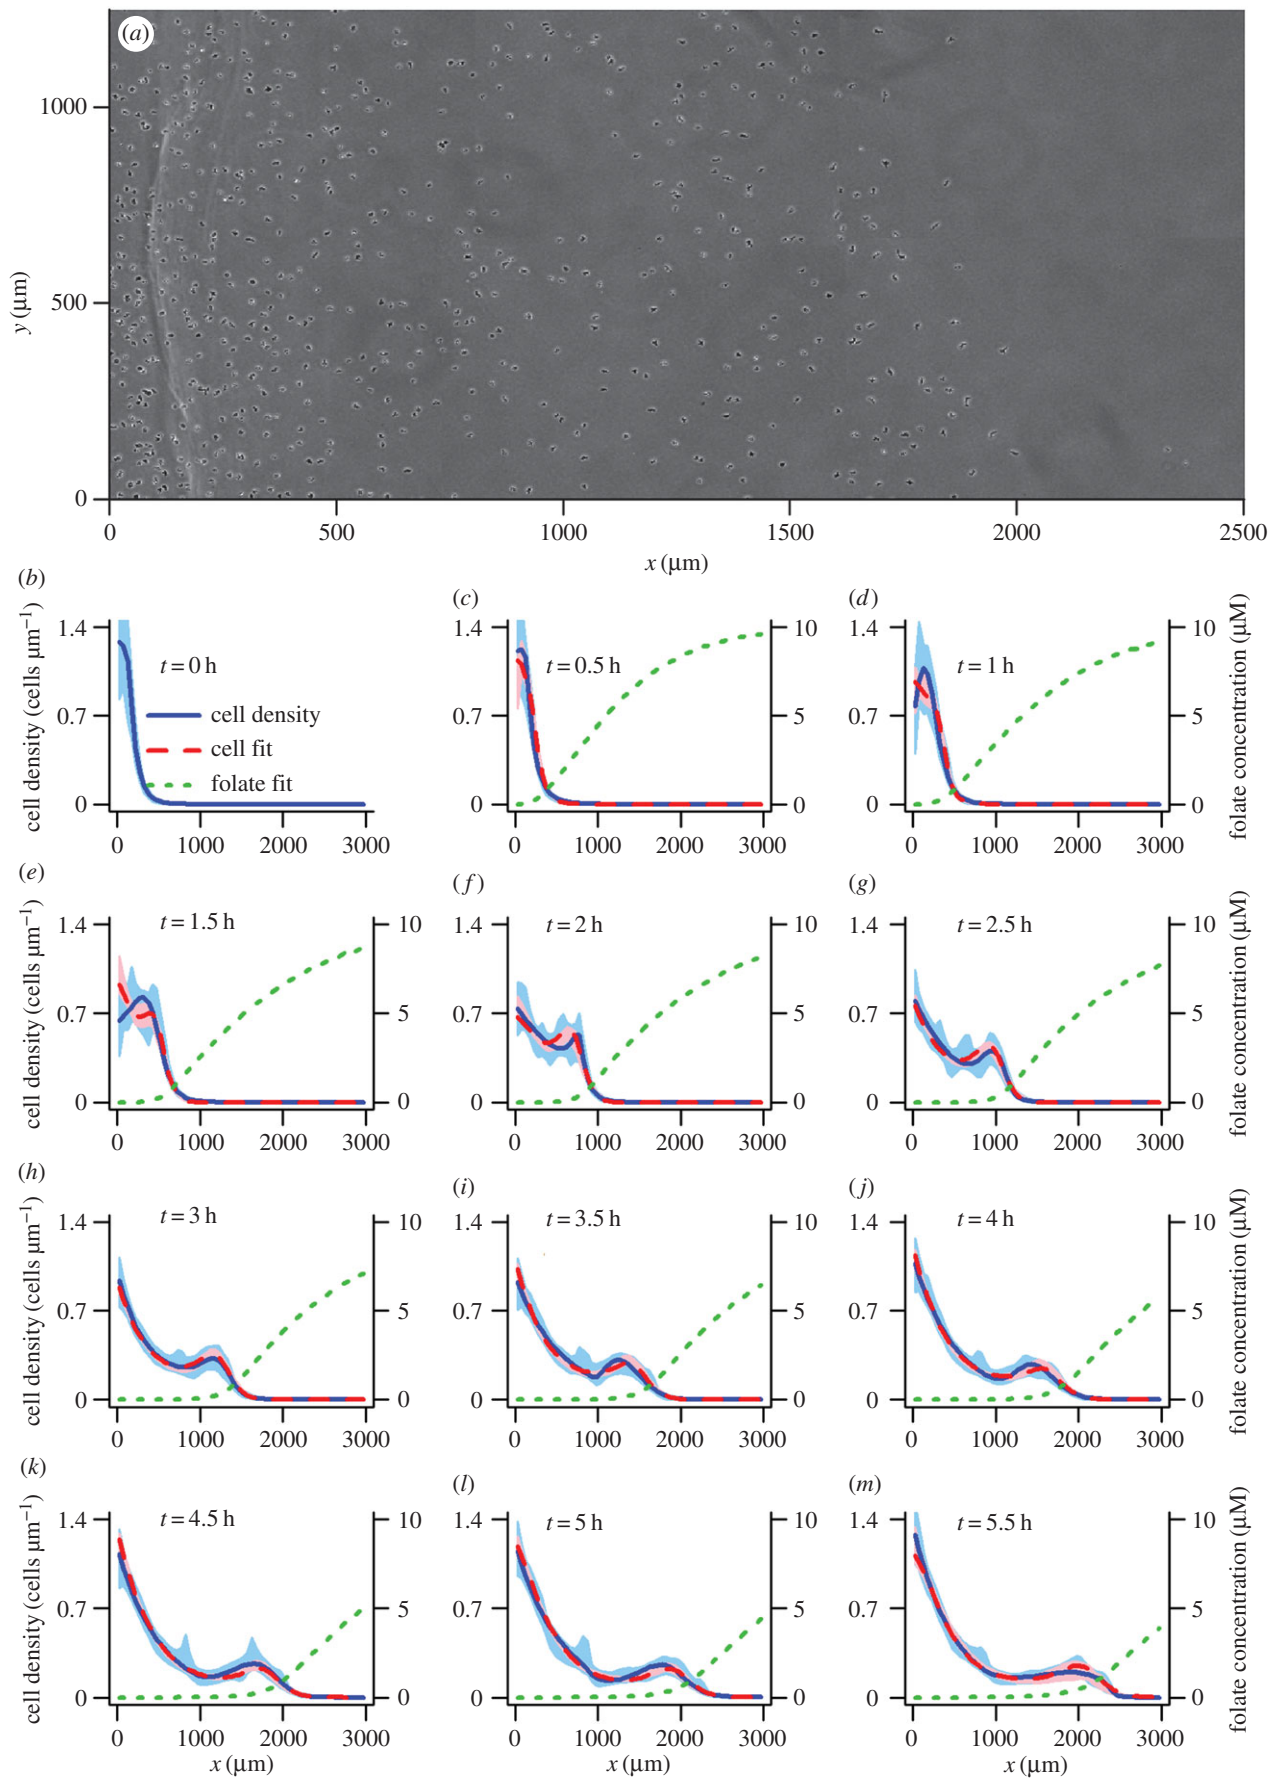 (a)
1000
y (µm)
500
0
0 500 1000 1500 2000 2500
x (µm)
(b)
cell density (cells µm⁻¹)
1.4
0.7
0
t = 0 h
cell density
cell fit
folate fit
0 1000 2000 3000
(c)
1.4
0.7
0
t = 0.5 h
10
5
0
0 1000 2000 3000
(d)
1.4
0.7
0
t = 1 h
10
5
0
folate concentration (µM)
0 1000 2000 3000
(e)
cell density (cells µm⁻¹)
1.4
0.7
0
t = 1.5 h
10
5
0
0 1000 2000 3000
(f)
1.4
0.7
0
t = 2 h
10
5
0
0 1000 2000 3000
(g)
1.4
0.7
0
t = 2.5 h
10
5
0
folate concentration (µM)
0 1000 2000 3000
(h)
cell density (cells µm⁻¹)
1.4
0.7
0
t = 3 h
10
5
0
0 1000 2000 3000
(i)
1.4
0.7
0
t = 3.5 h
10
5
0
0 1000 2000 3000
(j)
1.4
0.7
0
t = 4 h
10
5
0
folate concentration (µM)
0 1000 2000 3000
(k)
cell density (cells µm⁻¹)
1.4
0.7
0
t = 4.5 h
10
5
0
0 1000 2000 3000
x (µm)
(l)
1.4
0.7
0
t = 5 h
10
5
0
0 1000 2000 3000
x (µm)
(m)
1.4
0.7
0
t = 5.5 h
10
5
0
folate concentration (µM)
0 1000 2000 3000
x (µm)